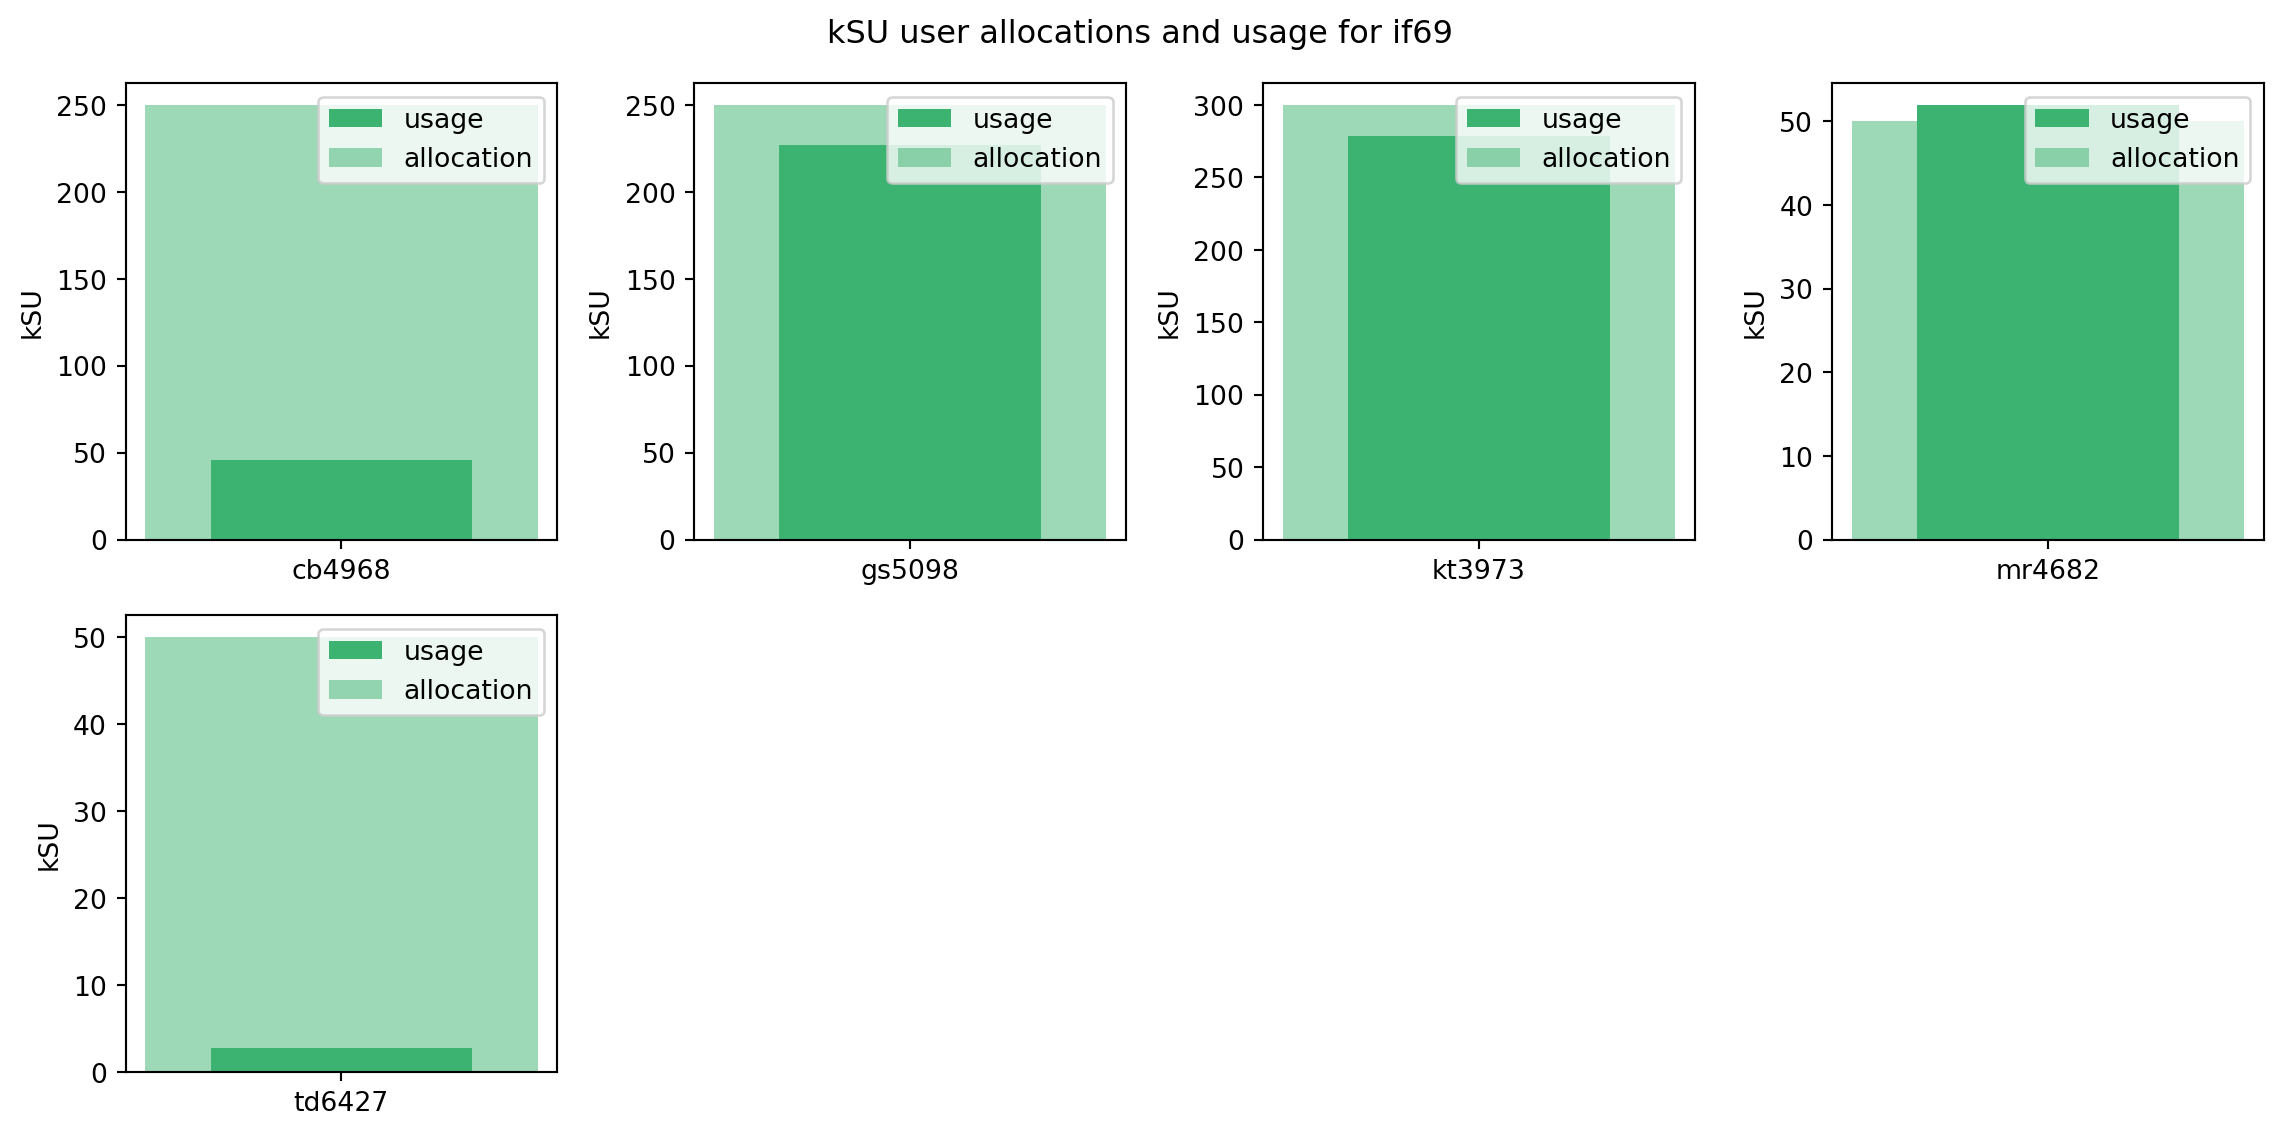 kSU user allocations and usage for if69
250
200
150
100
50
0
kSU
usage
allocation
cb4968
250
200
150
100
50
0
kSU
usage
allocation
gs5098
300
250
200
150
100
50
0
kSU
usage
allocation
kt3973
50
40
30
20
10
0
kSU
usage
allocation
mr4682
50
40
30
20
10
0
kSU
usage
allocation
td6427